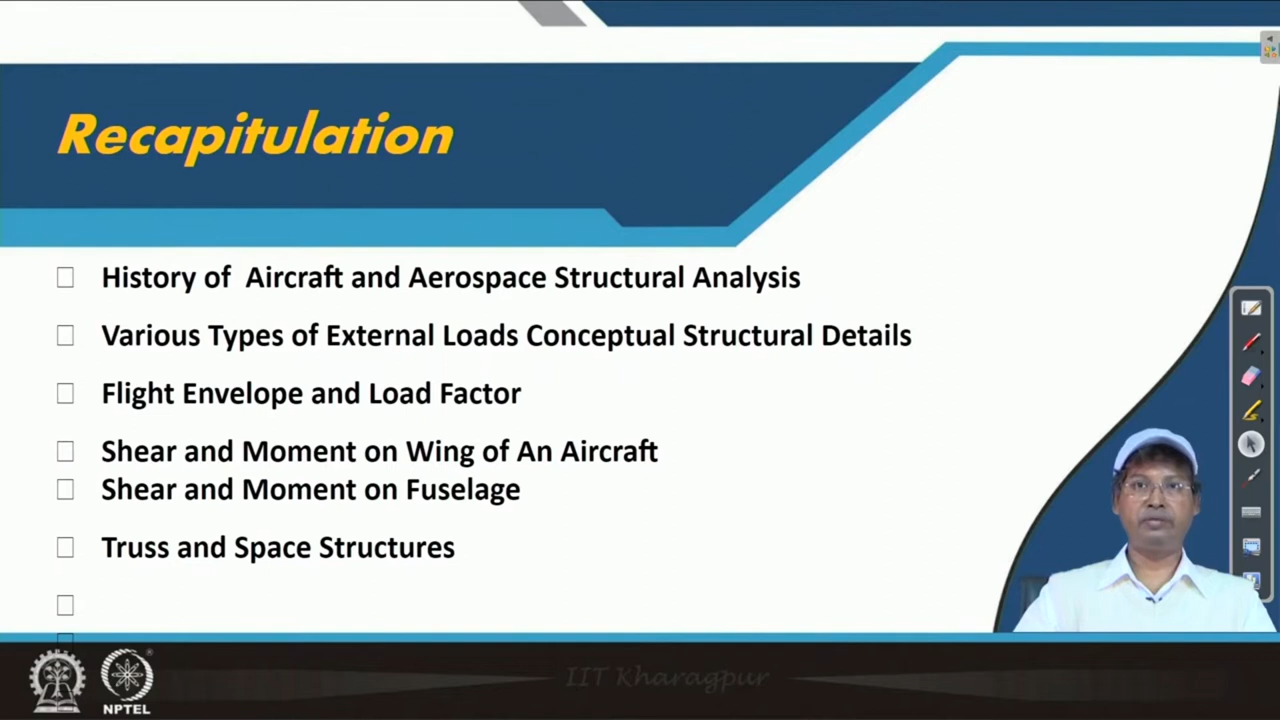 Recapitulation
History of Aircraft and Aerospace Structural Analysis
Various Types of External Loads Conceptual Structural Details
Flight Envelope and Load Factor
Shear and Moment on Wing of An Aircraft
Shear and Moment on Fuselage
Truss and Space Structures
IIT Kharagpur
NPTEL